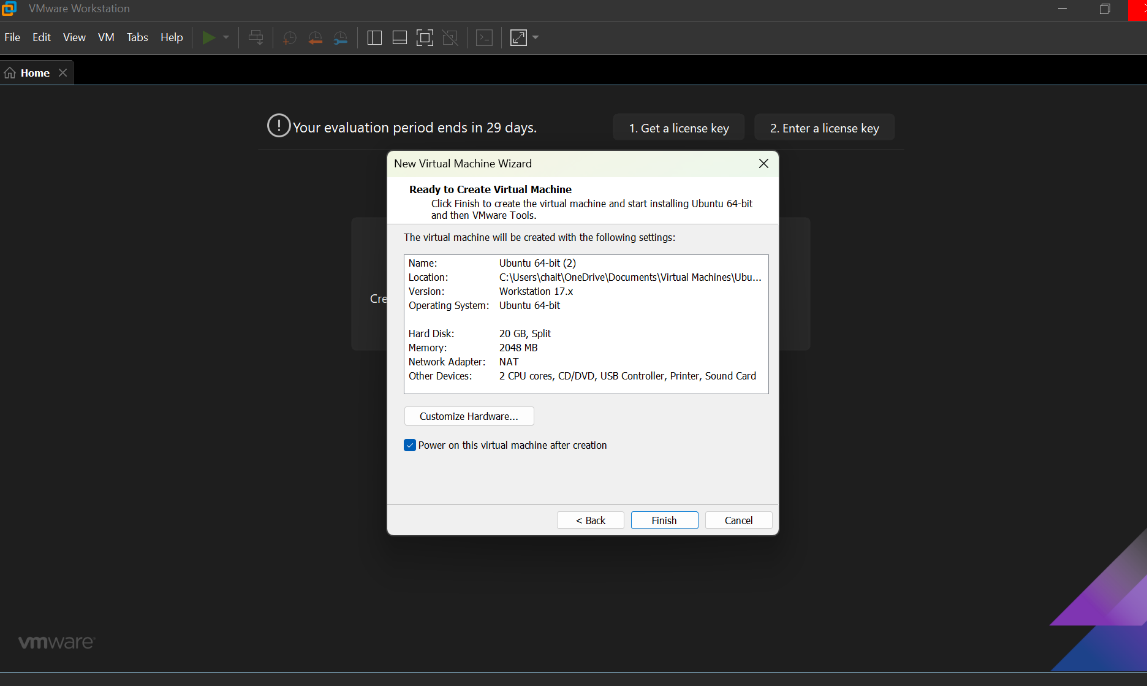 VMware Workstation
File Edit View VM Tabs Help
Home
Your evaluation period ends in 29 days.
1. Get a license key
2. Enter a license key
New Virtual Machine Wizard
Ready to Create Virtual Machine
Click Finish to create the virtual machine and start installing Ubuntu 64-bit
and then VMware Tools.
The virtual machine will be created with the following settings:
Name: Ubuntu 64-bit (2)
Location: C:\Users\chait\OneDrive\Documents\Virtual Machines\Ubu...
Version: Workstation 17.x
Operating System: Ubuntu 64-bit
Hard Disk: 20 GB, Split
Memory: 2048 MB
Network Adapter: NAT
Other Devices: 2 CPU cores, CD/DVD, USB Controller, Printer, Sound Card
Cre
Customize Hardware...
Power on this virtual machine after creation
< Back
Finish
Cancel
vmware